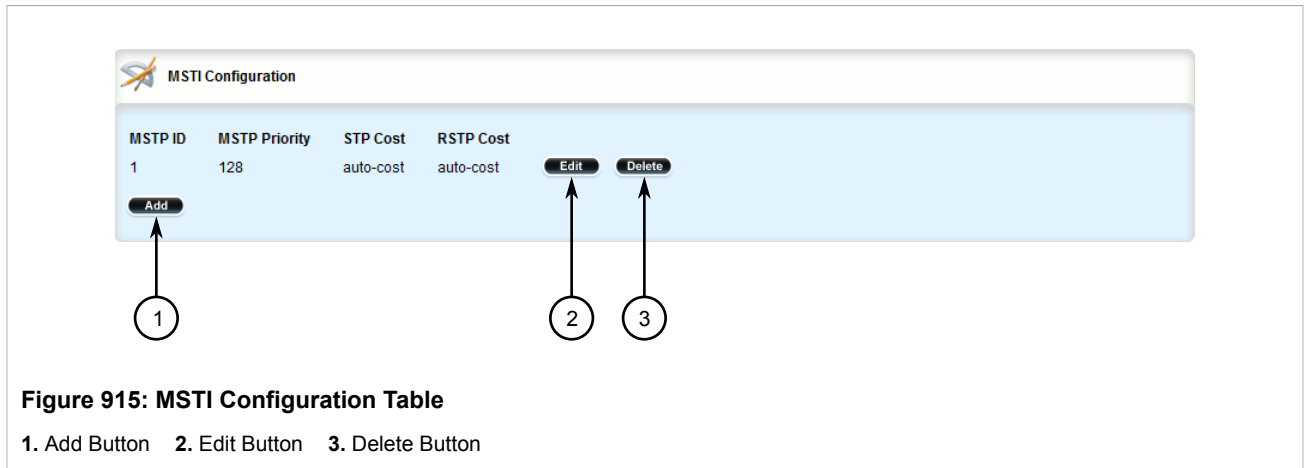 MSTI Configuration
MSTP ID MSTP Priority STP Cost RSTP Cost
1 128 auto-cost auto-cost Edit Delete
Add
1 2 3
Figure 915: MSTI Configuration Table
1. Add Button 2. Edit Button 3. Delete Button